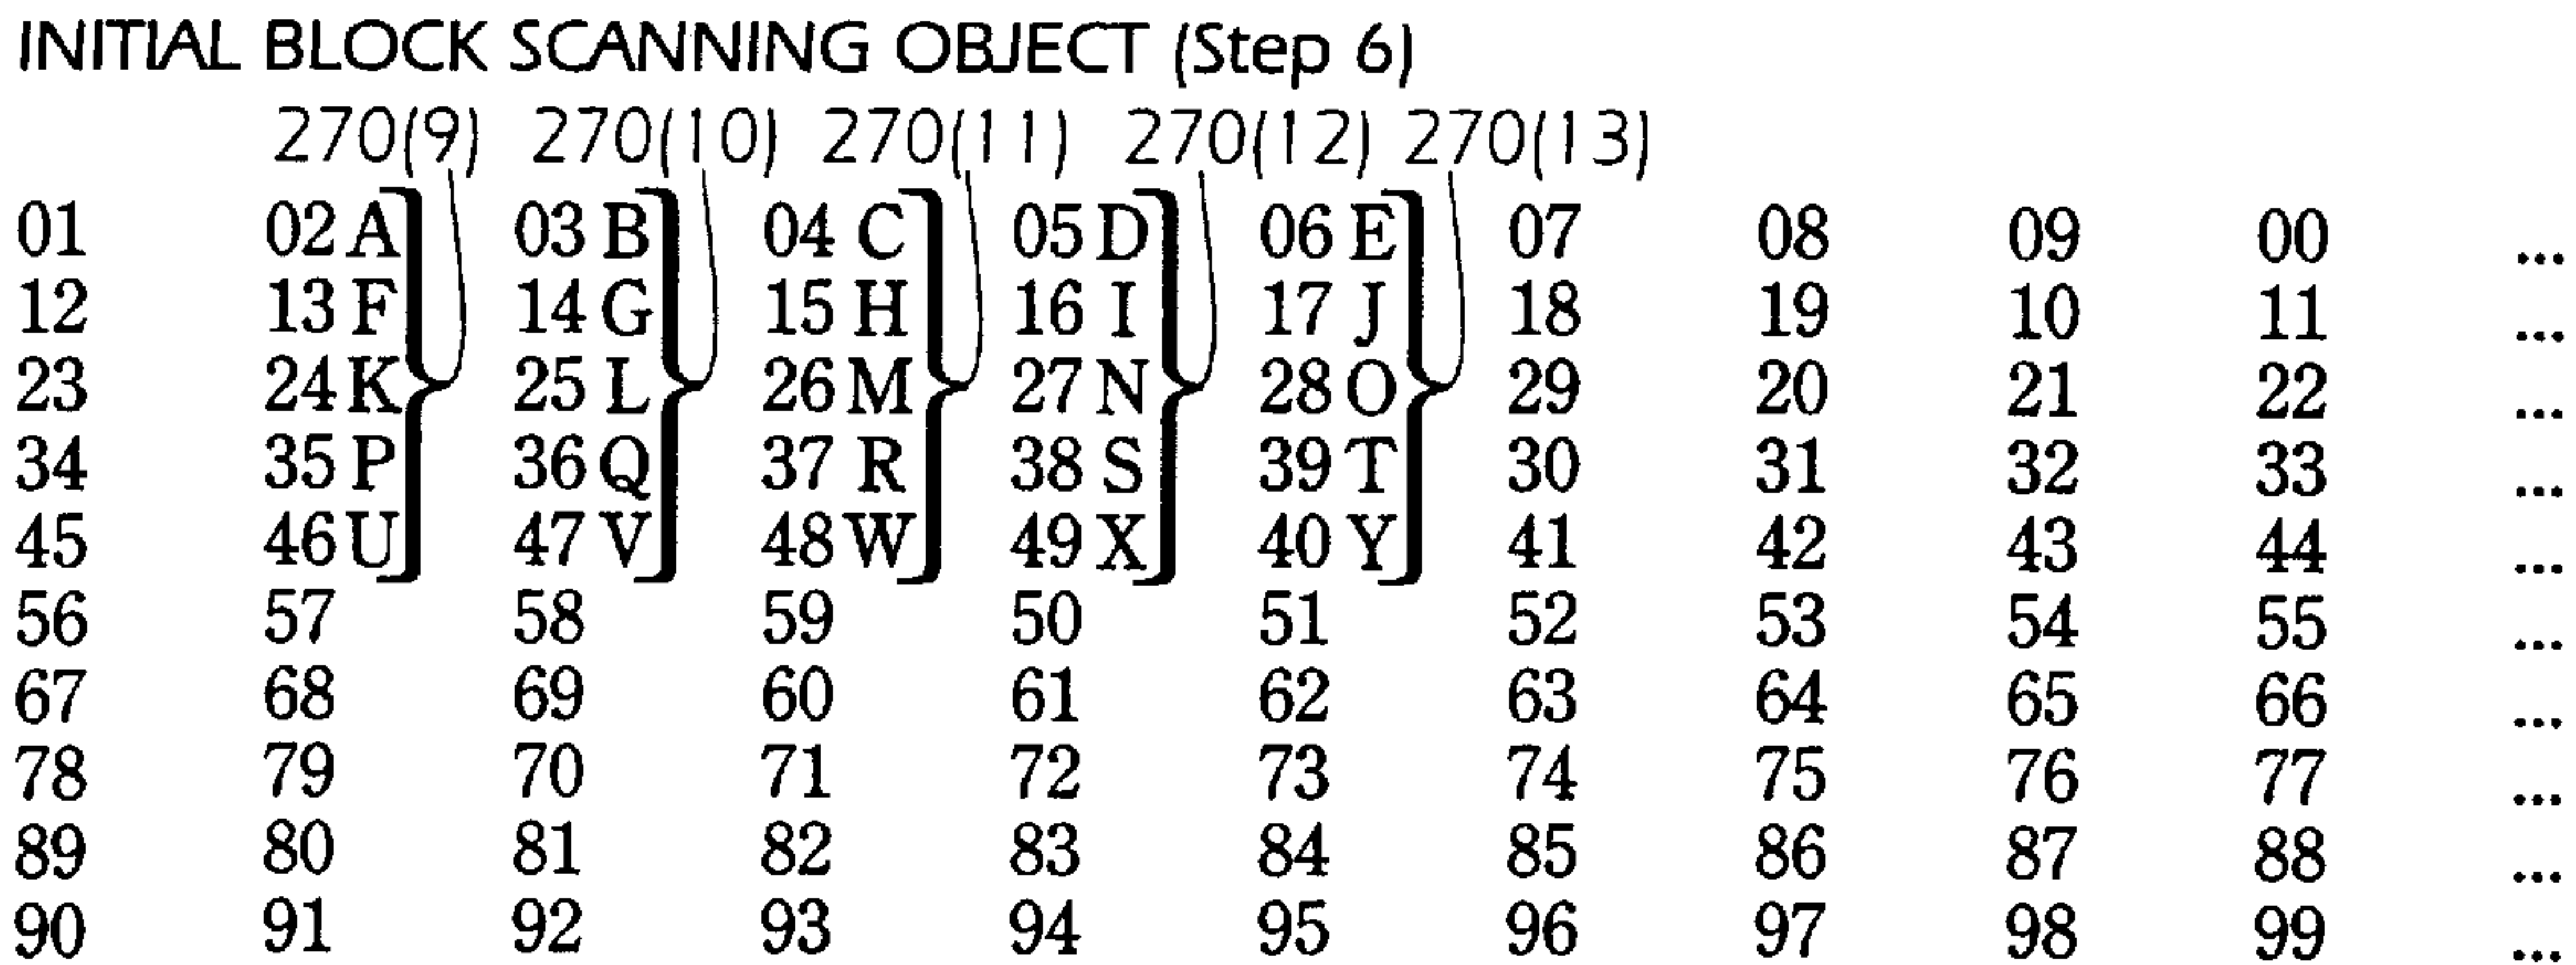 INITIAL BLOCK SCANNING OBJECT (Step 6)
270(9) 270(10) 270(11) 270(12) 270(13)
01 02 A 03 B 04 C 05 D 06 E 07 08 09 00 ...
12 13 F 14 G 15 H 16 I 17 J 18 19 10 11 ...
23 24 K 25 L 26 M 27 N 28 O 29 20 21 22 ...
34 35 P 36 Q 37 R 38 S 39 T 30 31 32 33 ...
45 46 U 47 V 48 W 49 X 40 Y 41 42 43 44 ...
56 57 58 59 50 51 52 53 54 55 ...
67 68 69 60 61 62 63 64 65 66 ...
78 79 70 71 72 73 74 75 76 77 ...
89 80 81 82 83 84 85 86 87 88 ...
90 91 92 93 94 95 96 97 98 99 ...